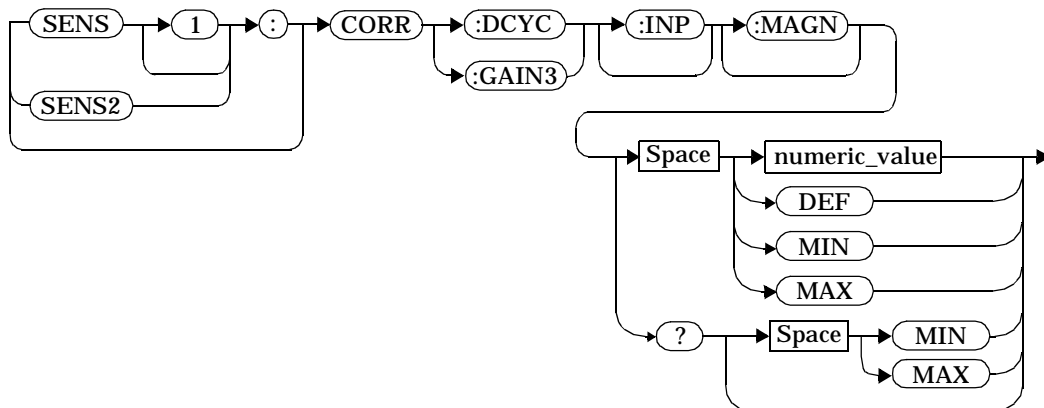 SENS 1 : CORR :DCYC :INP :MAGN
:GAIN3
SENS2
Space numeric_value
DEF
MIN
MAX
? Space MIN
MAX